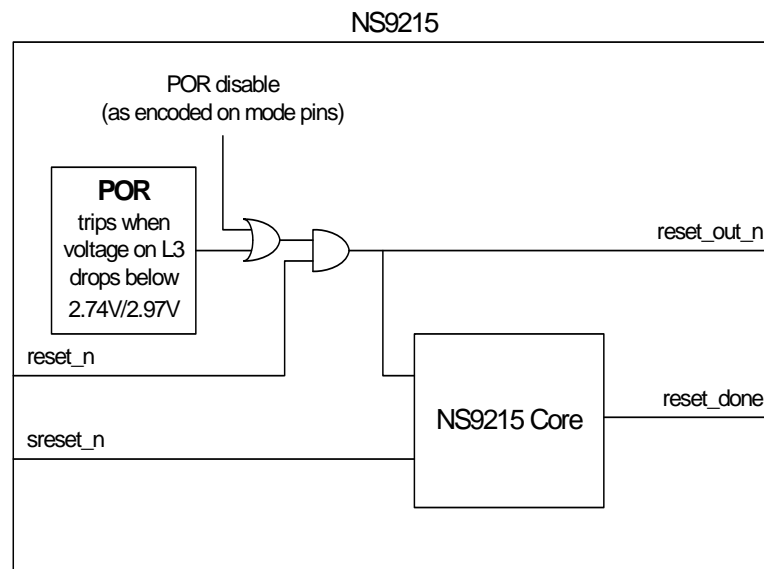 NS9215
POR disable
(as encoded on mode pins)
POR
trips when
voltage on L3
drops below
2.74V/2.97V
reset_out_n
reset_n
reset_done
NS9215 Core
sreset_n